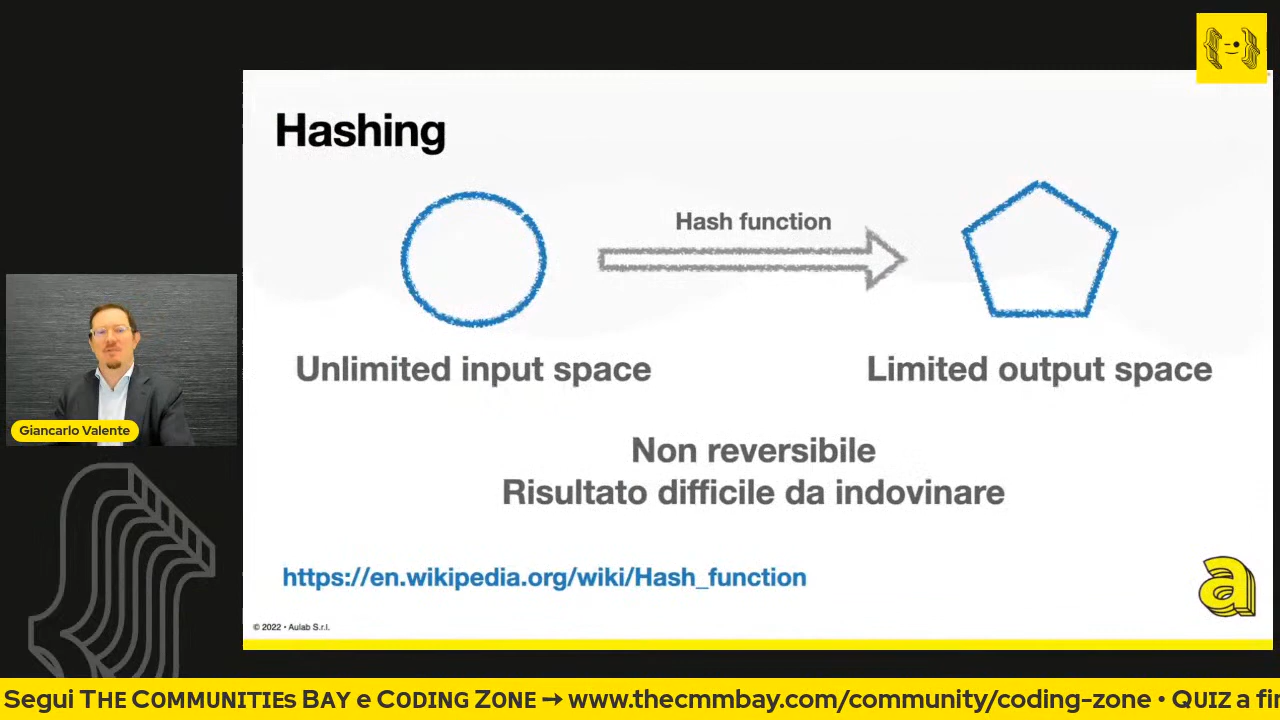 Hashing
Hash function
Unlimited input space
Limited output space
Non reversibile
Risultato difficile da indovinare
https://en.wikipedia.org/wiki/Hash_function
© 2022 • Aulab S.r.l.
a
Giancarlo Valente
Segui THE COMMUNITIEs BAY e CODING ZONE → www.thecmmbay.com/community/coding-zone • QUIZ a fi